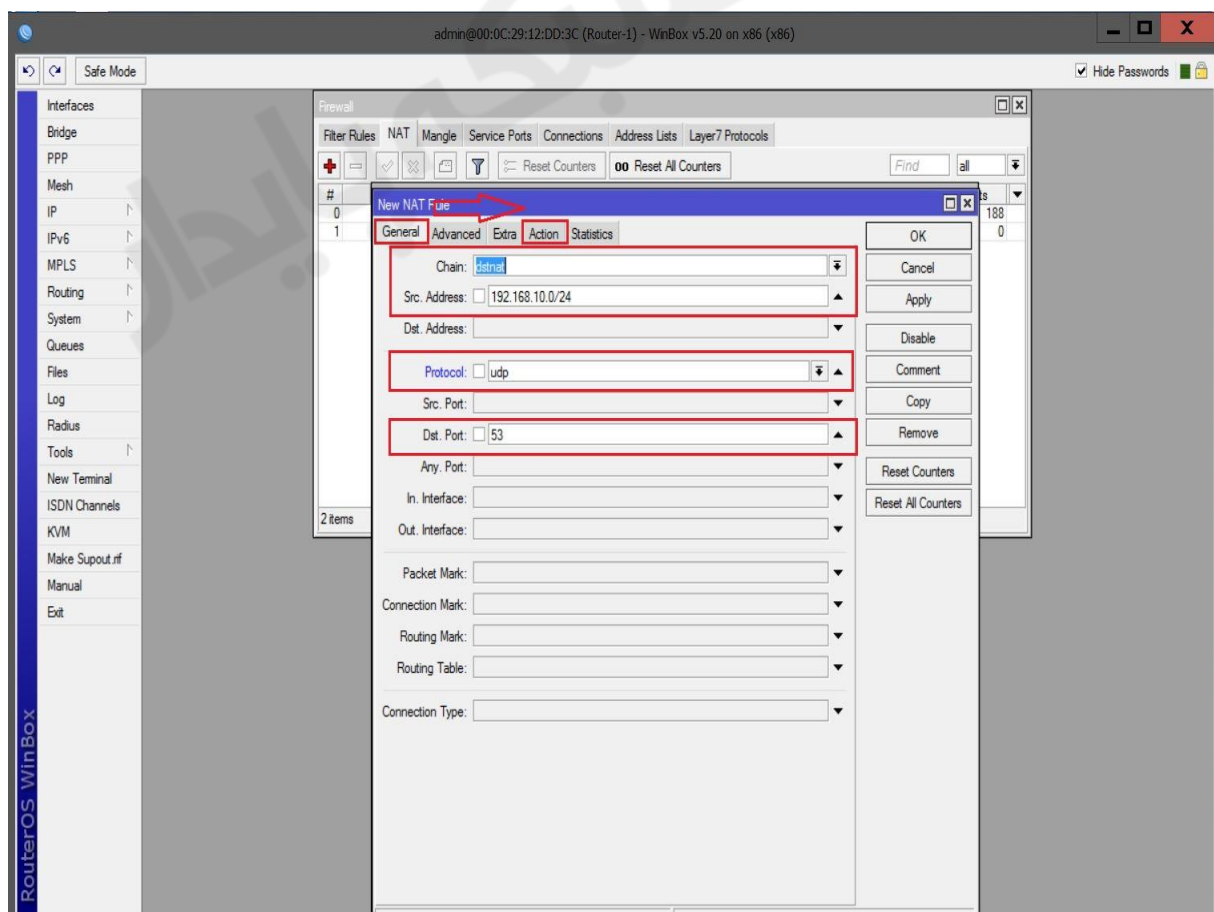 admin@00:0C:29:12:DD:3C (Router-1) - WinBox v5.20 on x86 (x86)
Safe Mode
Hide Passwords
Interfaces
Bridge
PPP
Mesh
IP
IPv6
MPLS
Routing
System
Queues
Files
Log
Radius
Tools
New Terminal
ISDN Channels
KVM
Make Supout.rif
Manual
Exit
RouterOS WinBox
Firewall
Filter Rules NAT Mangle Service Ports Connections Address Lists Layer7 Protocols
Reset Counters 00 Reset All Counters Find all
#
0 188
1 0
2 items
New NAT Rule
General Advanced Extra Action Statistics
Chain: dstnat
Src. Address: 192.168.10.0/24
Dst. Address:
Protocol: udp
Src. Port:
Dst. Port: 53
Any. Port:
In. Interface:
Out. Interface:
Packet Mark:
Connection Mark:
Routing Mark:
Routing Table:
Connection Type:
OK
Cancel
Apply
Disable
Comment
Copy
Remove
Reset Counters
Reset All Counters